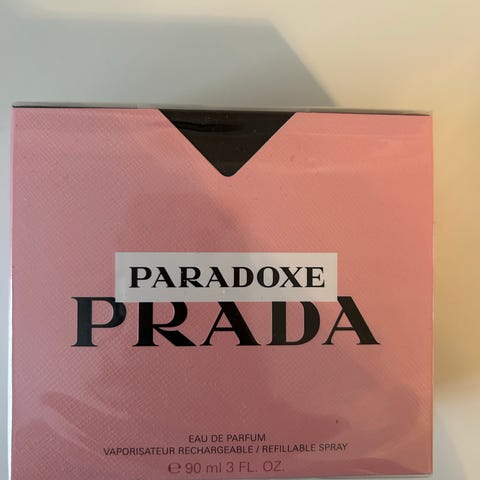 PARADOXE
PRADA
EAU DE PARFUM
VAPORISATEUR RECHARGEABLE / REFILLABLE SPRAY
℮ 90 ml 3 FL. OZ.